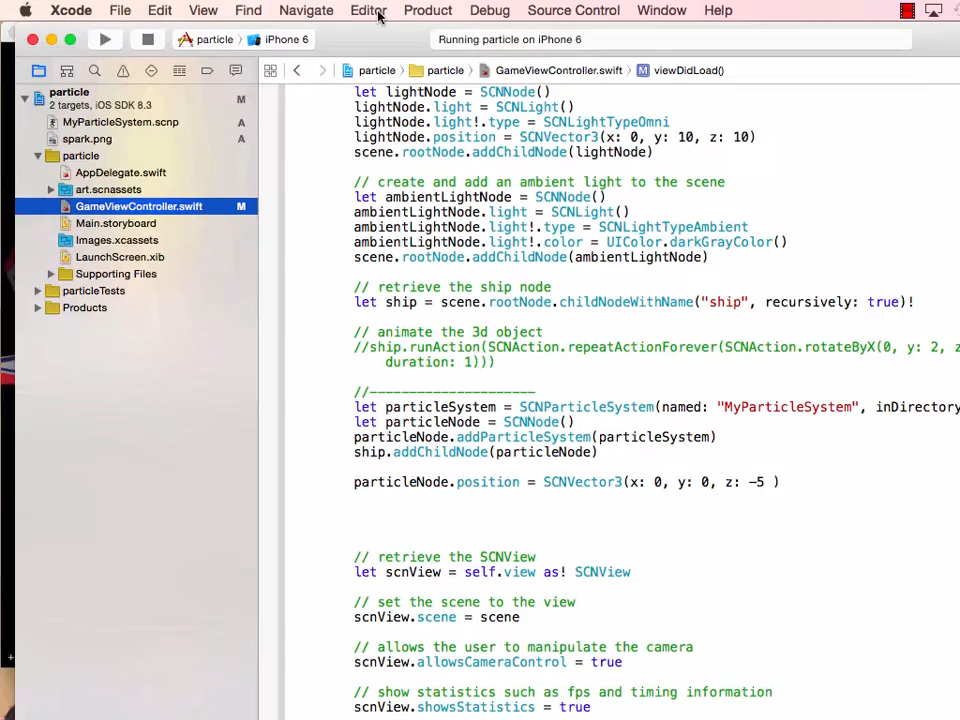 Xcode File Edit View Find Navigate Editor Product Debug Source Control Window Help
particle iPhone 6 Running particle on iPhone 6
particle particle GameViewController.swift M viewDidLoad()
particle M
2 targets, iOS SDK 8.3
MyParticleSystem.scnp A
spark.png A
particle
AppDelegate.swift
art.scnassets
GameViewController.swift M
Main.storyboard
Images.xcassets
LaunchScreen.xib
Supporting Files
particleTests
Products
let lightNode = SCNNode()
lightNode.light = SCNLight()
lightNode.light!.type = SCNLightTypeOmni
lightNode.position = SCNVector3(x: 0, y: 10, z: 10)
scene.rootNode.addChildNode(lightNode)
// create and add an ambient light to the scene
let ambientLightNode = SCNNode()
ambientLightNode.light = SCNLight()
ambientLightNode.light!.type = SCNLightTypeAmbient
ambientLightNode.light!.color = UIColor.darkGrayColor()
scene.rootNode.addChildNode(ambientLightNode)
// retrieve the ship node
let ship = scene.rootNode.childNodeWithName("ship", recursively: true)!
// animate the 3d object
//ship.runAction(SCNAction.repeatActionForever(SCNAction.rotateByX(0, y: 2, z
duration: 1)))
//---------------------
let particleSystem = SCNParticleSystem(named: "MyParticleSystem", inDirectory
let particleNode = SCNNode()
particleNode.addParticleSystem(particleSystem)
ship.addChildNode(particleNode)
particleNode.position = SCNVector3(x: 0, y: 0, z: -5 )
// retrieve the SCNView
let scnView = self.view as! SCNView
// set the scene to the view
scnView.scene = scene
// allows the user to manipulate the camera
scnView.allowsCameraControl = true
// show statistics such as fps and timing information
scnView.showsStatistics = true